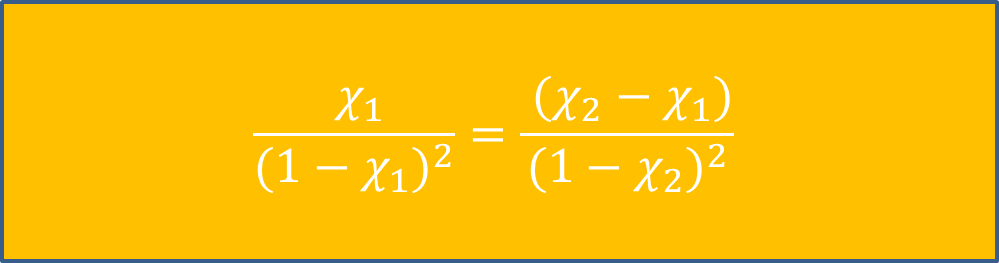 χ₁/(1 − χ₁)² = (χ₂ − χ₁)/(1 − χ₂)²